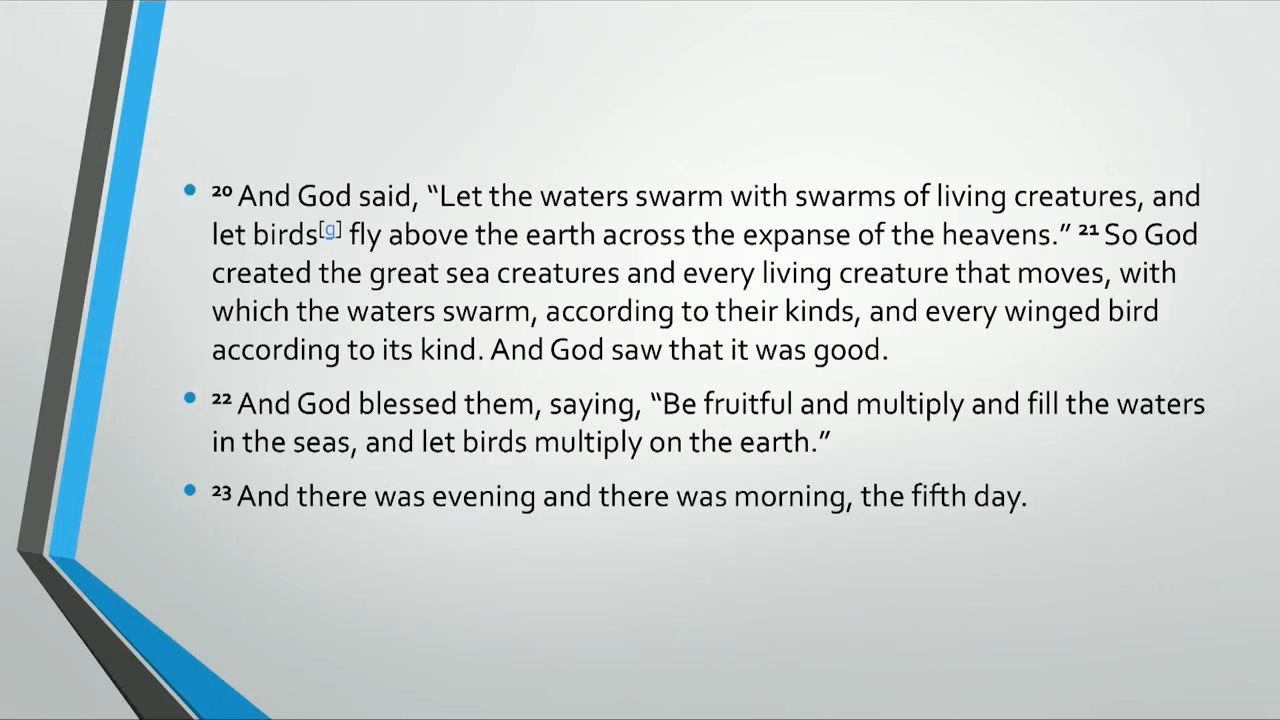 • ²⁰ And God said, “Let the waters swarm with swarms of living creatures, and
let birds[g] fly above the earth across the expanse of the heavens.” ²¹ So God
created the great sea creatures and every living creature that moves, with
which the waters swarm, according to their kinds, and every winged bird
according to its kind. And God saw that it was good.
• ²² And God blessed them, saying, “Be fruitful and multiply and fill the waters
in the seas, and let birds multiply on the earth.”
• ²³ And there was evening and there was morning, the fifth day.